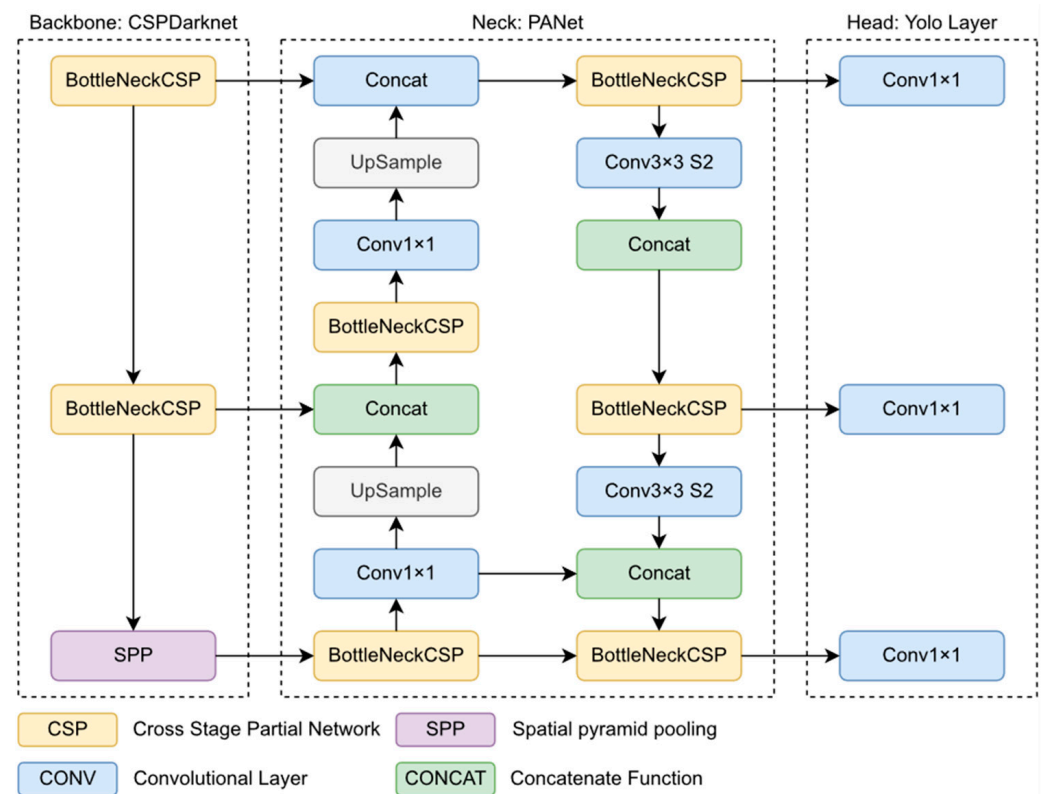 Backbone: CSPDarknet Neck: PANet Head: Yolo Layer
BottleNeckCSP Concat BottleNeckCSP Conv1×1
UpSample Conv3×3 S2
Conv1×1 Concat
BottleNeckCSP
BottleNeckCSP Concat BottleNeckCSP Conv1×1
UpSample Conv3×3 S2
Conv1×1 Concat
SPP BottleNeckCSP BottleNeckCSP Conv1×1
CSP Cross Stage Partial Network SPP Spatial pyramid pooling
CONV Convolutional Layer CONCAT Concatenate Function